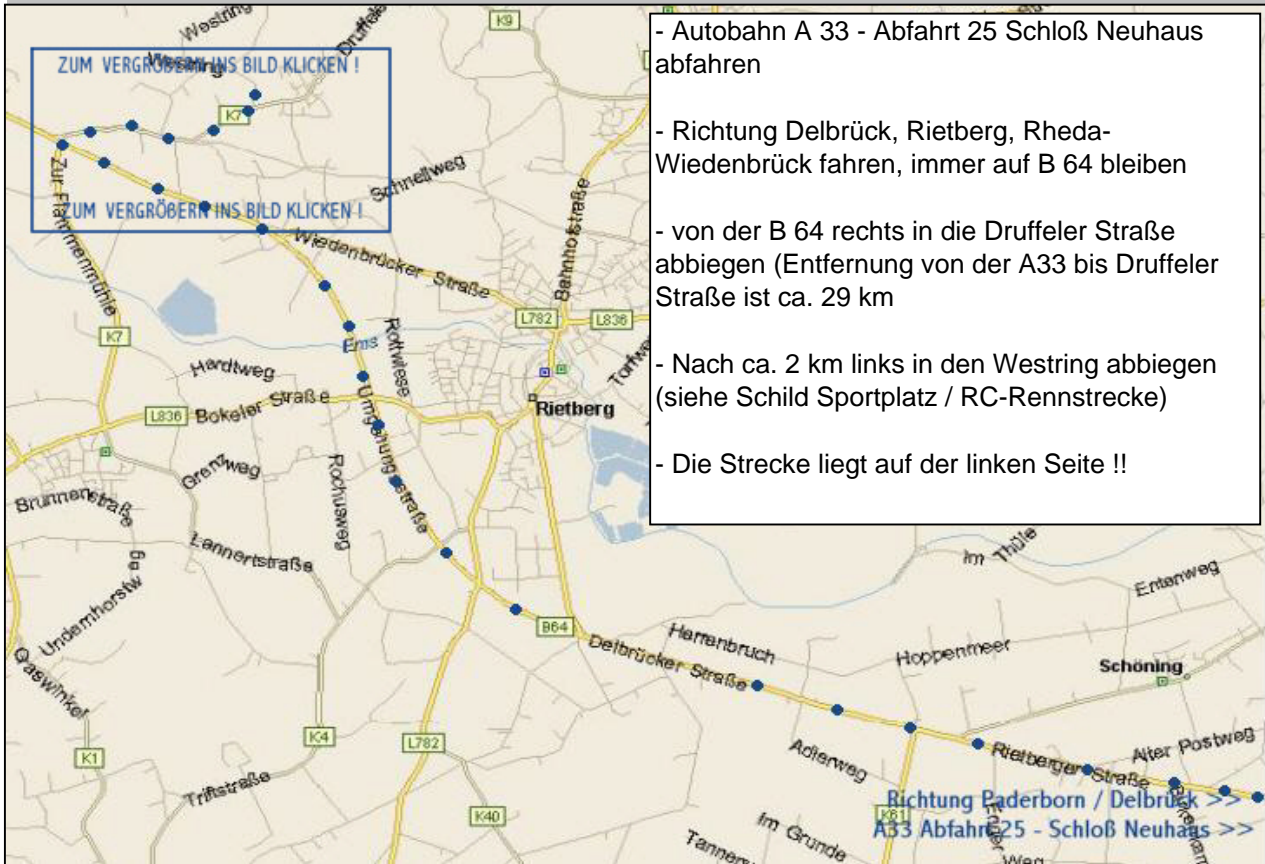 - Autobahn A 33 - Abfahrt 25 Schloß Neuhaus
abfahren
- Richtung Delbrück, Rietberg, Rheda-
Wiedenbrück fahren, immer auf B 64 bleiben
- von der B 64 rechts in die Druffeler Straße
abbiegen (Entfernung von der A33 bis Druffeler
Straße ist ca. 29 km
- Nach ca. 2 km links in den Westring abbiegen
(siehe Schild Sportplatz / RC-Rennstrecke)
- Die Strecke liegt auf der linken Seite !!
Westring
K9
ZUM VERGRÖBERN INS BILD KLICKEN !
Westring
K7
Zur Flammenmühle
ZUM VERGRÖBERN INS BILD KLICKEN !
Schnellweg
Wiedenbrücker Straße
Bahnhofstraße
K7
L782
L836
Ems
Rottwiese
Hardtweg
L836
Bokeler Straße
Rietberg
Umgehungsstraße
Grenzweg
Rochusweg
Brunnenstraße
Lannertstraße
Im Thüle
Entenweg
B64
Delbrücker Straße
Harrenbruch
Hoppenmeer
Schöning
K1
K4
L782
Adlerweg
Rietberger Straße
Alter Postweg
Triftstraße
K40
K61
Im Grunde
Richtung Paderborn / Delbrück >>
A33 Abfahrt 25 - Schloß Neuhaus >>
Weg